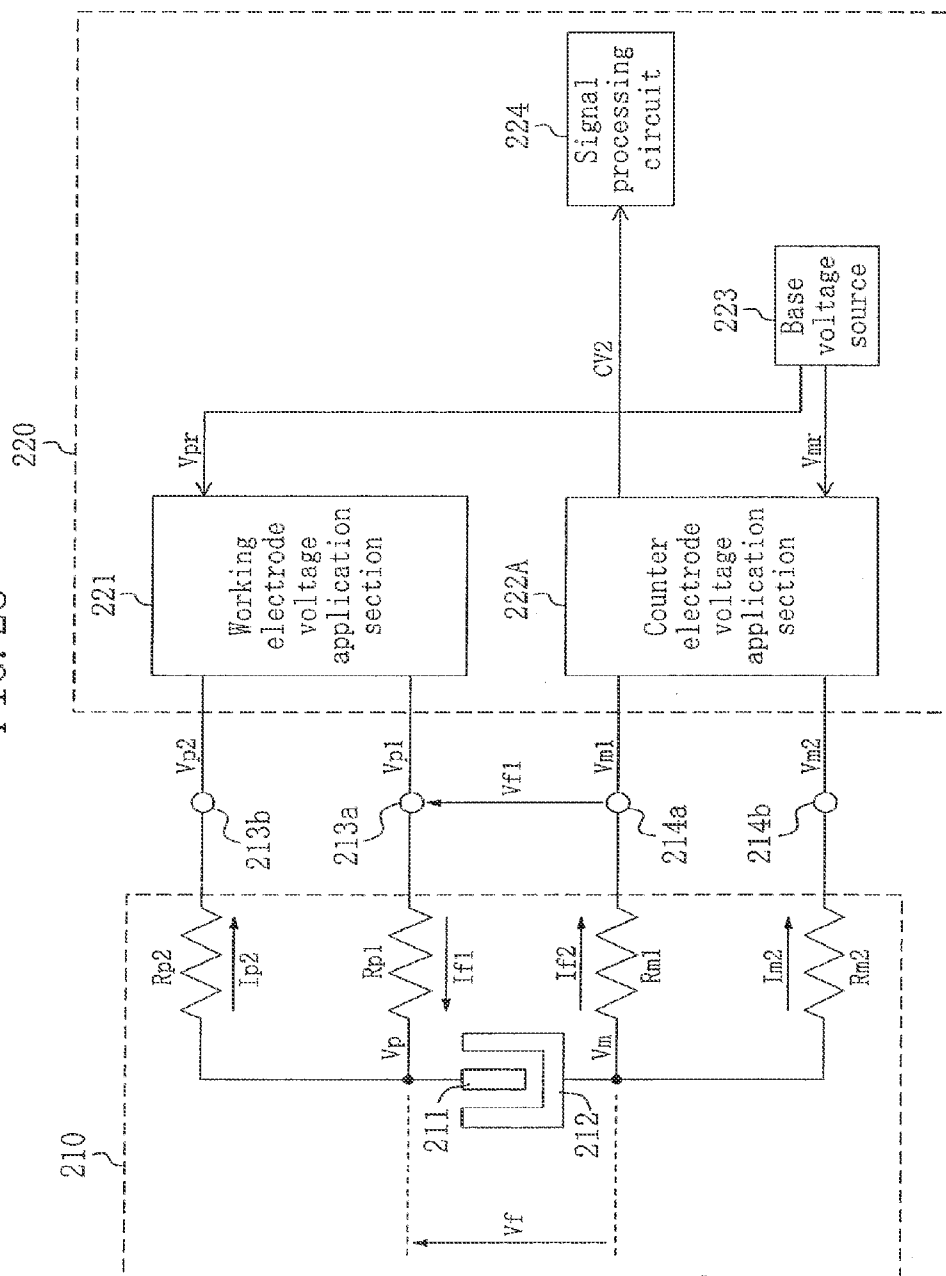 220
224
Signal
processing
circuit
223
Base
voltage
source
CV2
Vpr
Vmr
221
Working
electrode
voltage
application
section
222A
Counter
electrode
voltage
application
section
Vp2
Vp1
Vm1
Vm2
Vf1
213b
213a
214a
214b
210
Rp2
Ip2
Rp1
If1
If2
Rm1
Im2
Rm2
Vp
Vm
211
212
Vf